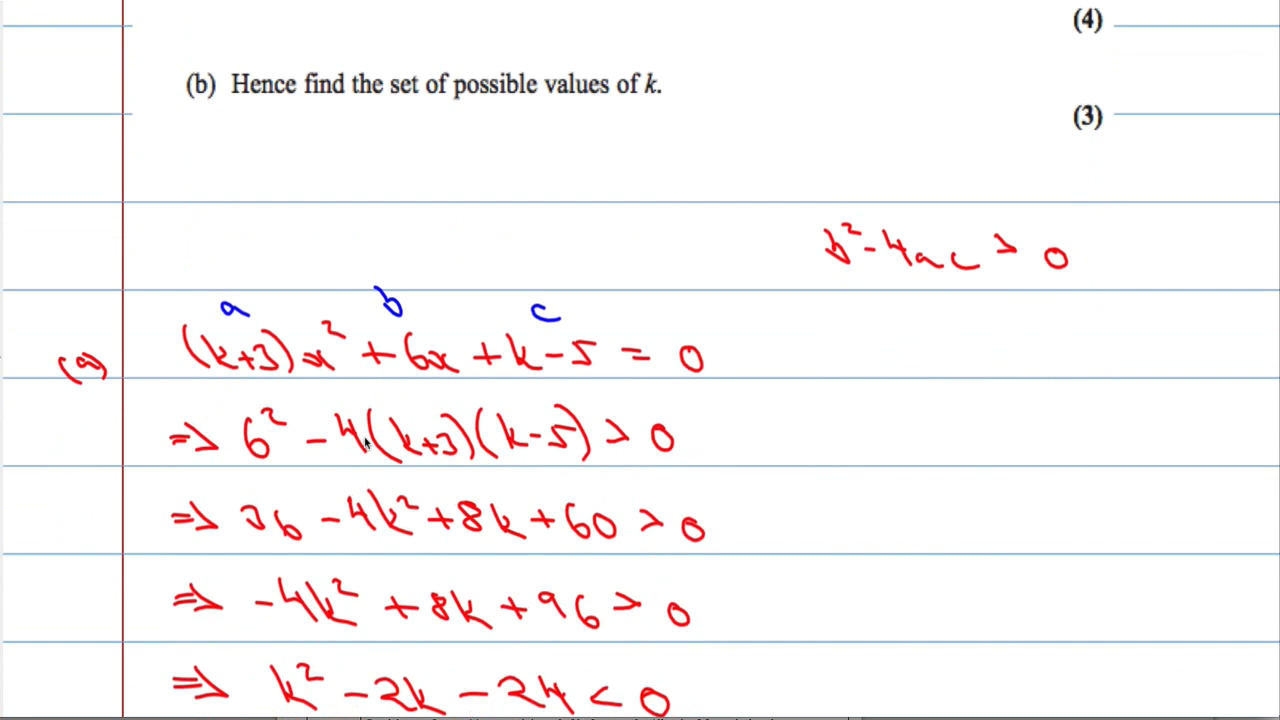 (4)
(b) Hence find the set of possible values of k.
(3)
b² - 4ac > 0
a b c
(a) (k+3)x² + 6x + k - 5 = 0
=> 6² - 4(k+3)(k-5) > 0
=> 36 - 4k² + 8k + 60 > 0
=> -4k² + 8k + 96 > 0
=> k² - 2k - 24 < 0